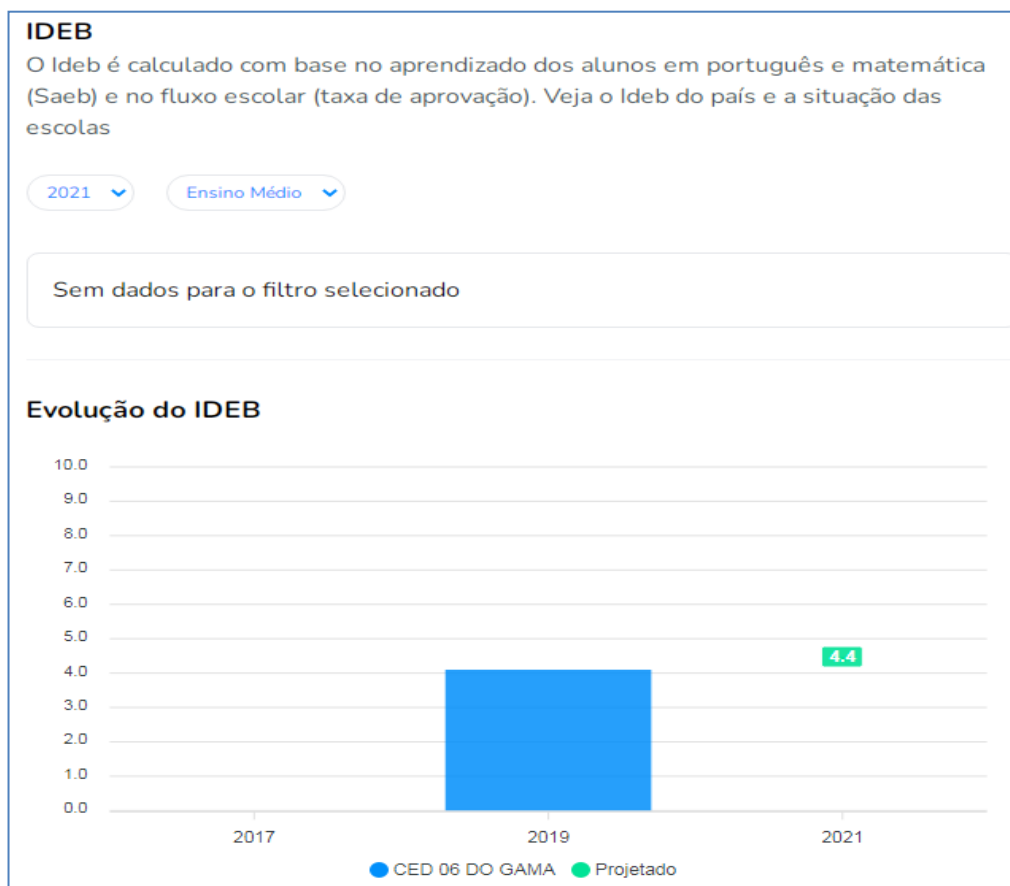 IDEB
O Ideb é calculado com base no aprendizado dos alunos em português e matemática
(Saeb) e no fluxo escolar (taxa de aprovação). Veja o Ideb do país e a situação das
escolas
2021 Ensino Médio
Sem dados para o filtro selecionado
Evolução do IDEB
10.0
9.0
8.0
7.0
6.0
5.0
4.4
4.0
3.0
2.0
1.0
0.0
2017 2019 2021
CED 06 DO GAMA Projetado